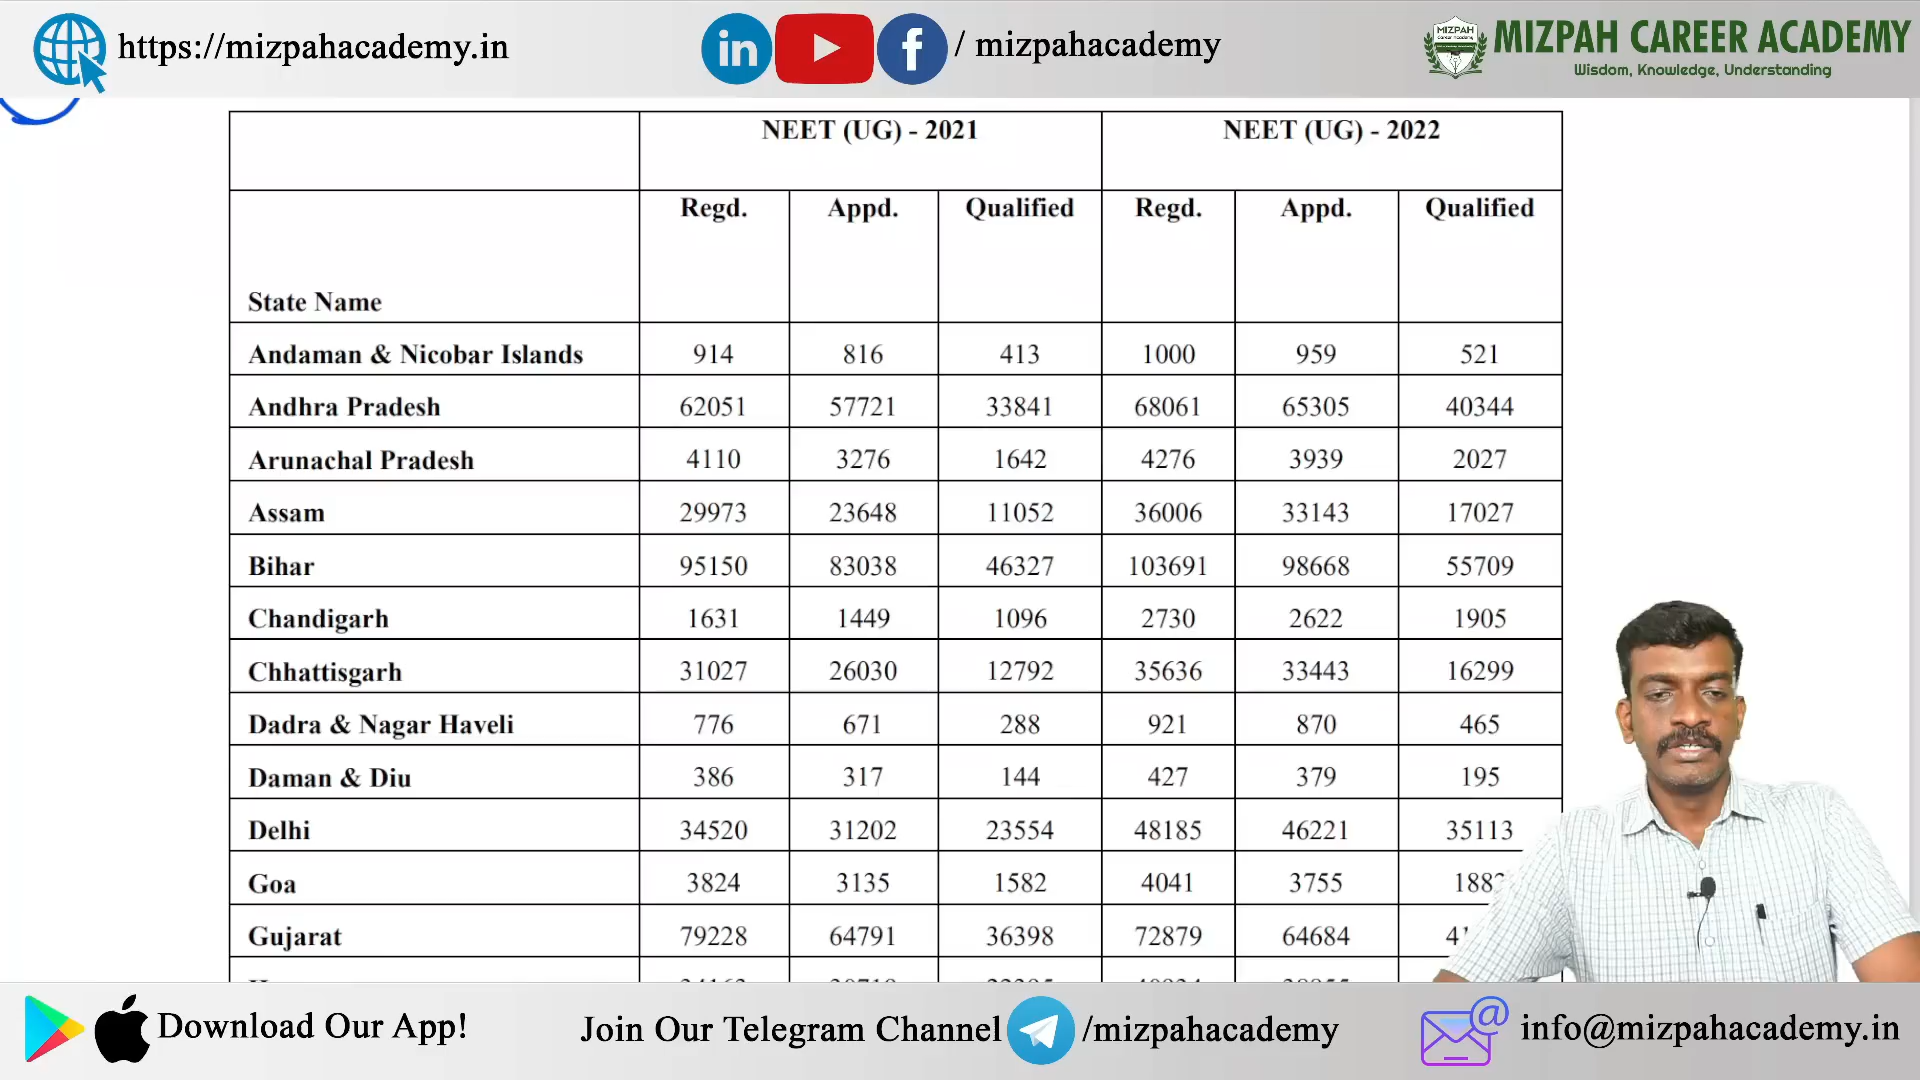 https://mizpahacademy.in
in f / mizpahacademy
MIZPAH Career Academy
MIZPAH CAREER ACADEMY
Wisdom, Knowledge, Understanding
NEET (UG) - 2021 NEET (UG) - 2022
State Name Regd. Appd. Qualified Regd. Appd. Qualified
Andaman & Nicobar Islands 914 816 413 1000 959 521
Andhra Pradesh 62051 57721 33841 68061 65305 40344
Arunachal Pradesh 4110 3276 1642 4276 3939 2027
Assam 29973 23648 11052 36006 33143 17027
Bihar 95150 83038 46327 103691 98668 55709
Chandigarh 1631 1449 1096 2730 2622 1905
Chhattisgarh 31027 26030 12792 35636 33443 16299
Dadra & Nagar Haveli 776 671 288 921 870 465
Daman & Diu 386 317 144 427 379 195
Delhi 34520 31202 23554 48185 46221 35113
Goa 3824 3135 1582 4041 3755
Gujarat 79228 64791 36398 72879 64684
Download Our App!
Join Our Telegram Channel /mizpahacademy
@ info@mizpahacademy.in